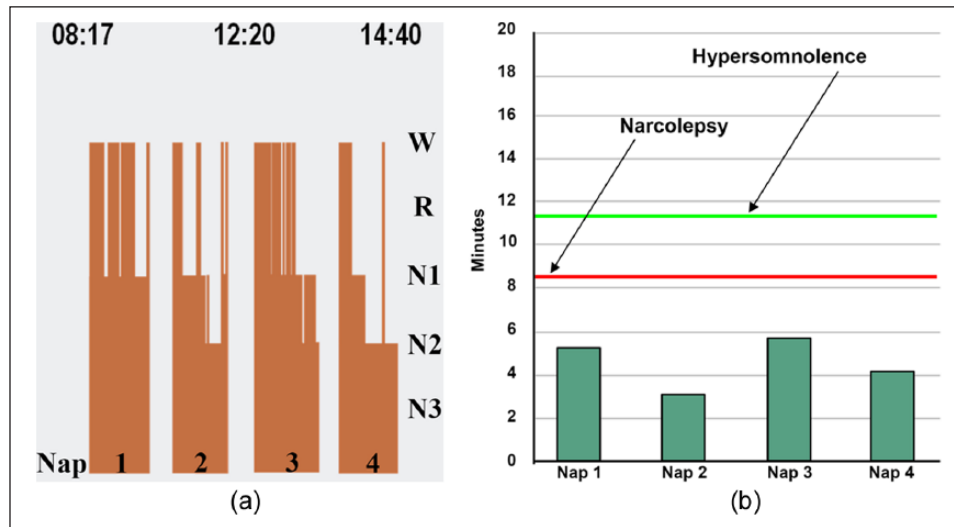 08:17 12:20 14:40
W
R
N1
N2
N3
Nap 1 2 3 4
(a)
20
18
16
14
12
10
8
6
4
2
0
Minutes
Hypersomnolence
Narcolepsy
Nap 1 Nap 2 Nap 3 Nap 4
(b)